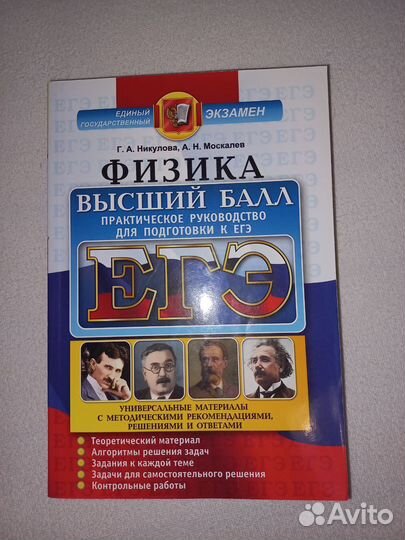 ЕДИНЫЙ
ГОСУДАРСТВЕННЫЙ
ЭКЗАМЕН
Г. А. Никулова, А. Н. Москалев
ФИЗИКА
ВЫСШИЙ БАЛЛ
ПРАКТИЧЕСКОЕ РУКОВОДСТВО
ДЛЯ ПОДГОТОВКИ К ЕГЭ
ЕГЭ
УНИВЕРСАЛЬНЫЕ МАТЕРИАЛЫ
С МЕТОДИЧЕСКИМИ РЕКОМЕНДАЦИЯМИ,
РЕШЕНИЯМИ И ОТВЕТАМИ
Теоретический материал
Алгоритмы решения задач
Задания к каждой теме
Задачи для самостоятельного решения
Контрольные работы
Avito